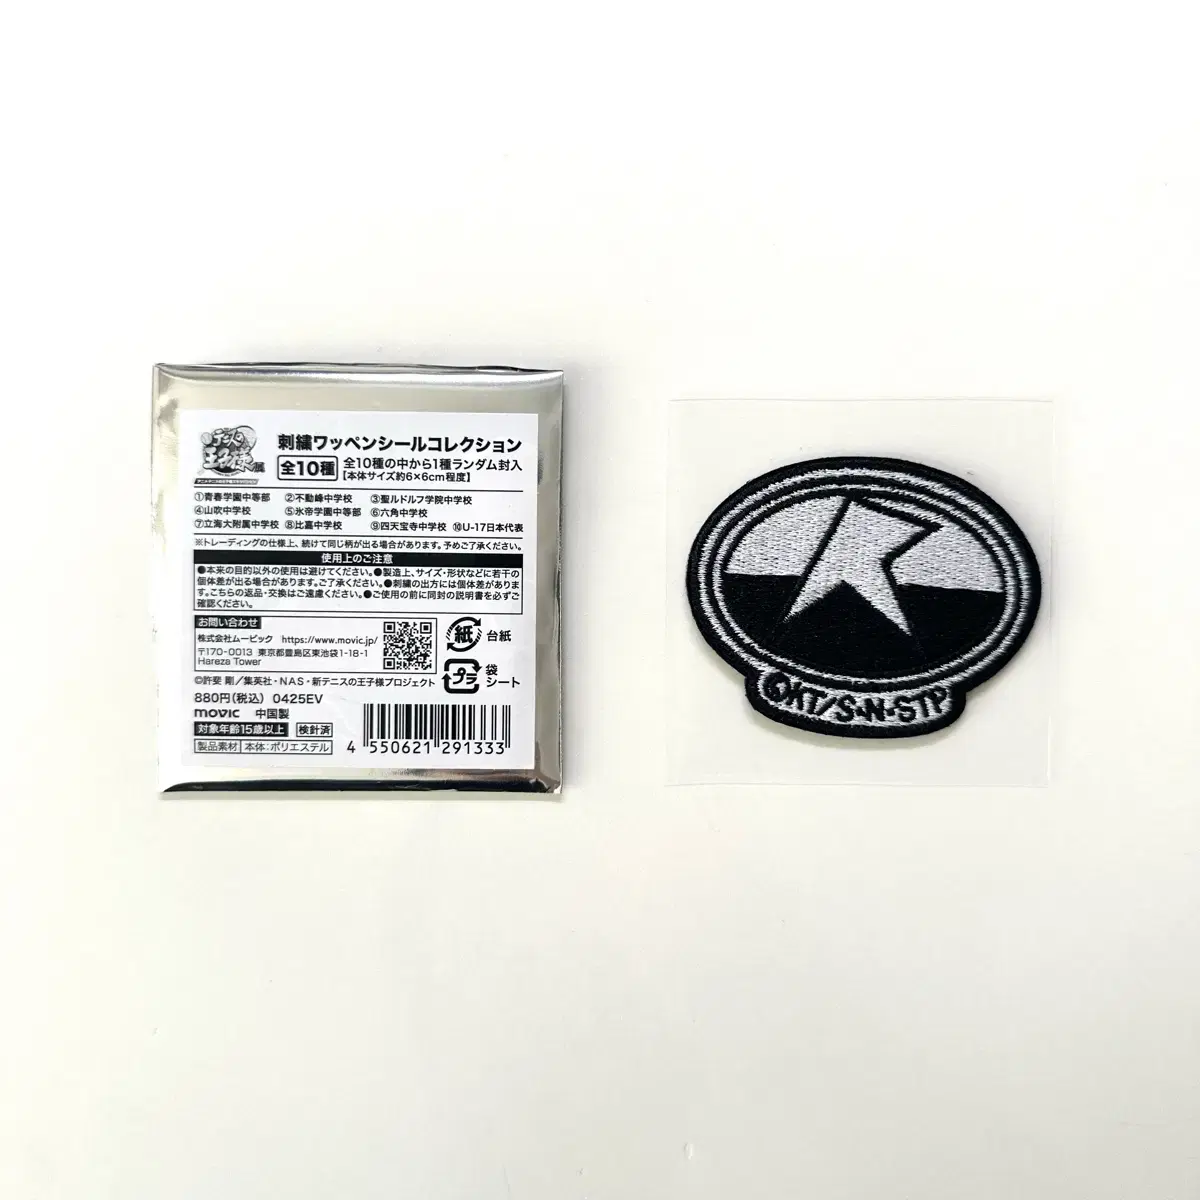 テニスの
王子様
展
刺繍ワッペンシールコレクション
全10種
全10種の中から1種ランダム封入
【本体サイズ約6×6cm程度】
①青春学園中等部 ②不動峰中学校 ③聖ルドルフ学院中学校
④山吹中学校 ⑤氷帝学園中等部 ⑥六角中学校
⑦立海大附属中学校 ⑧比嘉中学校 ⑨四天宝寺中学校 ⑩U-17日本代表
※トレーディングの仕様上、続けて同じ柄が出る場合があります。予めご了承ください。
使用上のご注意
●本来の目的以外の使用は避けてください。●製造上、サイズ・形状などに若干の
個体差が出る場合があります。ご了承ください。●刺繍の出方には個体差がありま
す。こちらの返品・交換はご遠慮ください。●ご使用の前に同封の説明書を必ずご
確認ください。
お問い合わせ
株式会社ムービック https://www.movic.jp/
〒170-0013 東京都豊島区東池袋1-18-1
Hareza Tower
紙 台紙
プラ 袋
シート
©許斐 剛／集英社・NAS・新テニスの王子様プロジェクト
880円(税込) 0425EV
movic 中国製
対象年齢15歳以上 検針済
製品素材 本体：ポリエステル
4 550621 291333
R
©KT/S・N・STP